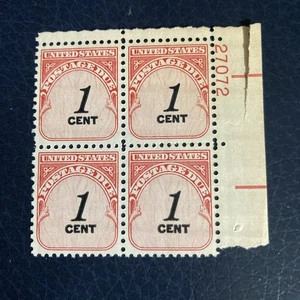 UNITED STATES
POSTAGE DUE
1
CENT
UNITED STATES
POSTAGE DUE
1
CENT
27072
UNITED STATES
POSTAGE DUE
1
CENT
UNITED STATES
POSTAGE DUE
1
CENT